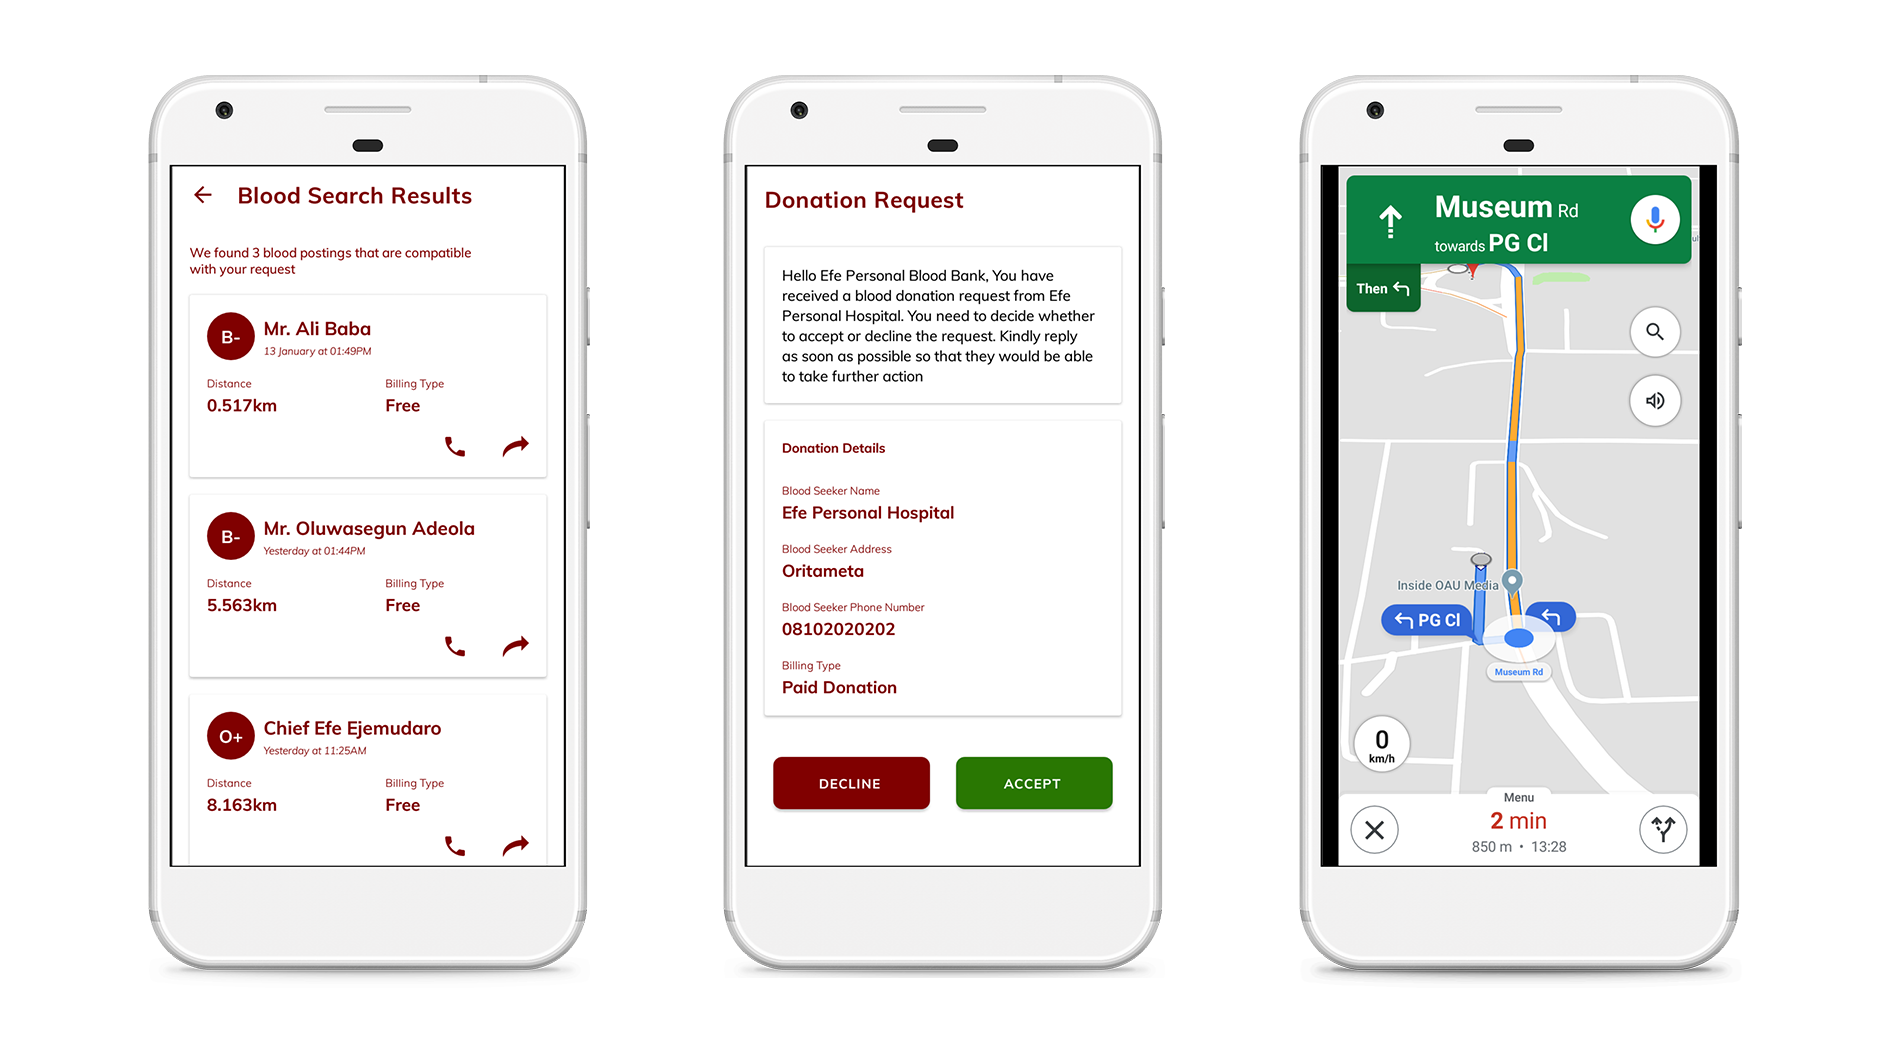 Blood Search Results
We found 3 blood postings that are compatible
with your request
B-
Mr. Ali Baba
13 January at 01:49PM
Distance
Billing Type
0.517km
Free
B-
Mr. Oluwasegun Adeola
Yesterday at 01:44PM
Distance
Billing Type
5.563km
Free
O+
Chief Efe Ejemudaro
Yesterday at 11:25AM
Distance
Billing Type
8.163km
Free
Donation Request
Hello Efe Personal Blood Bank, You have
received a blood donation request from Efe
Personal Hospital. You need to decide whether
to accept or decline the request. Kindly reply
as soon as possible so that they would be able
to take further action
Donation Details
Blood Seeker Name
Efe Personal Hospital
Blood Seeker Address
Oritameta
Blood Seeker Phone Number
08102020202
Billing Type
Paid Donation
DECLINE
ACCEPT
Museum Rd
towards PG Cl
Then
Inside OAU Media
PG Cl
Museum Rd
0
km/h
Menu
2 min
850 m • 13:28